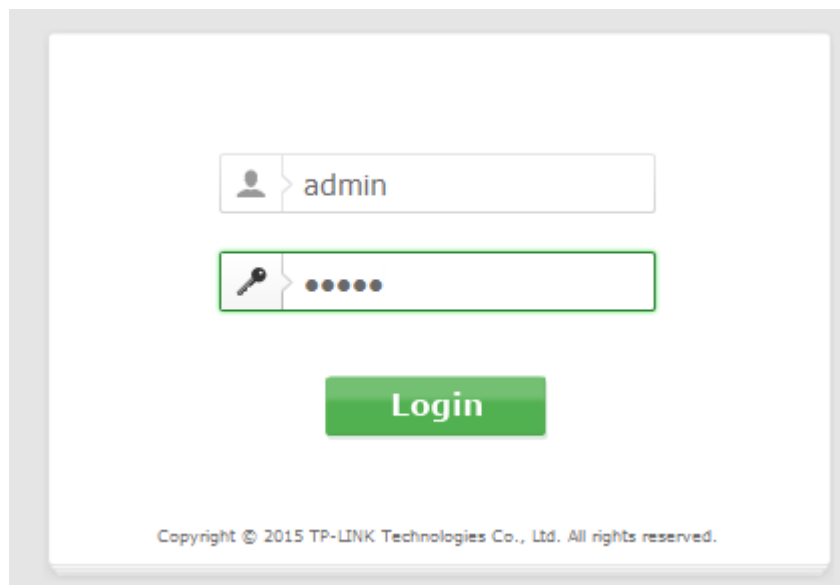 admin
•••••
Login
Copyright © 2015 TP-LINK Technologies Co., Ltd. All rights reserved.